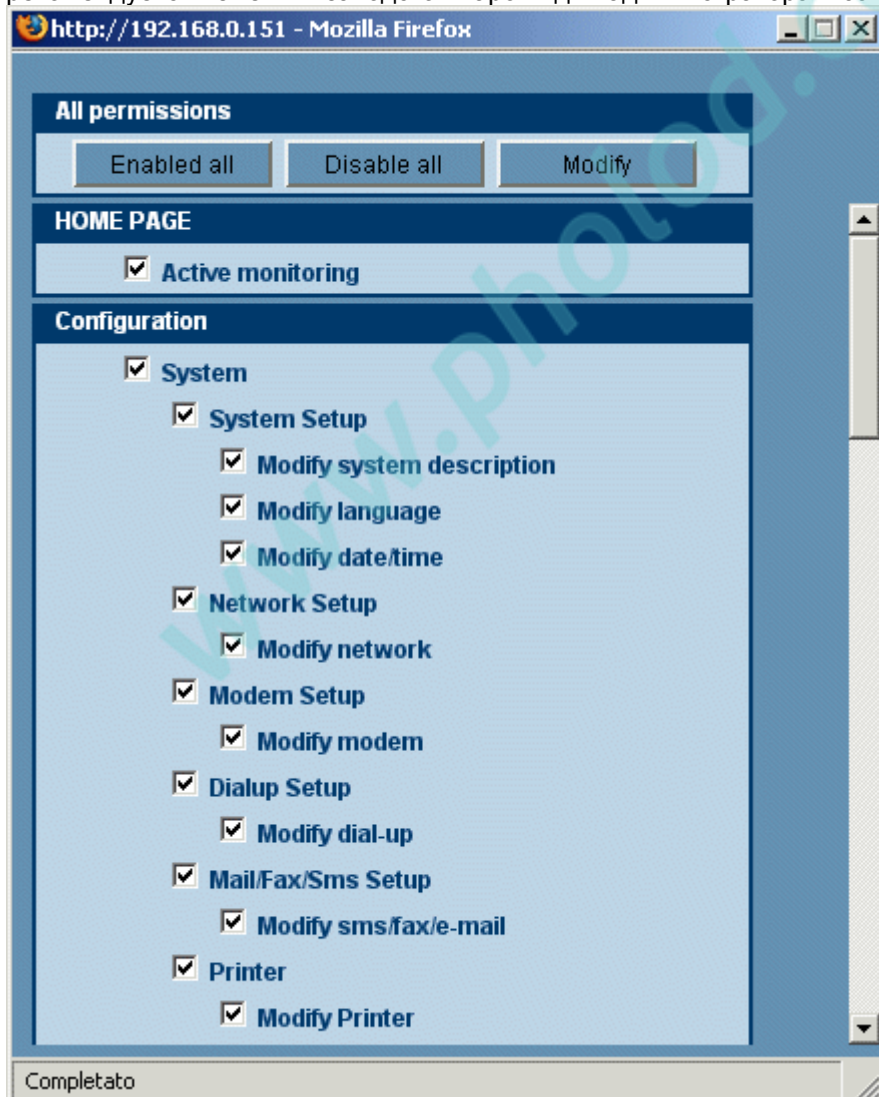 http://192.168.0.151 - Mozilla Firefox
www.pholod.
All permissions
Enabled all Disable all Modify
HOME PAGE
Active monitoring
Configuration
System
System Setup
Modify system description
Modify language
Modify date/time
Network Setup
Modify network
Modem Setup
Modify modem
Dialup Setup
Modify dial-up
Mail/Fax/Sms Setup
Modify sms/fax/e-mail
Printer
Modify Printer
Completato